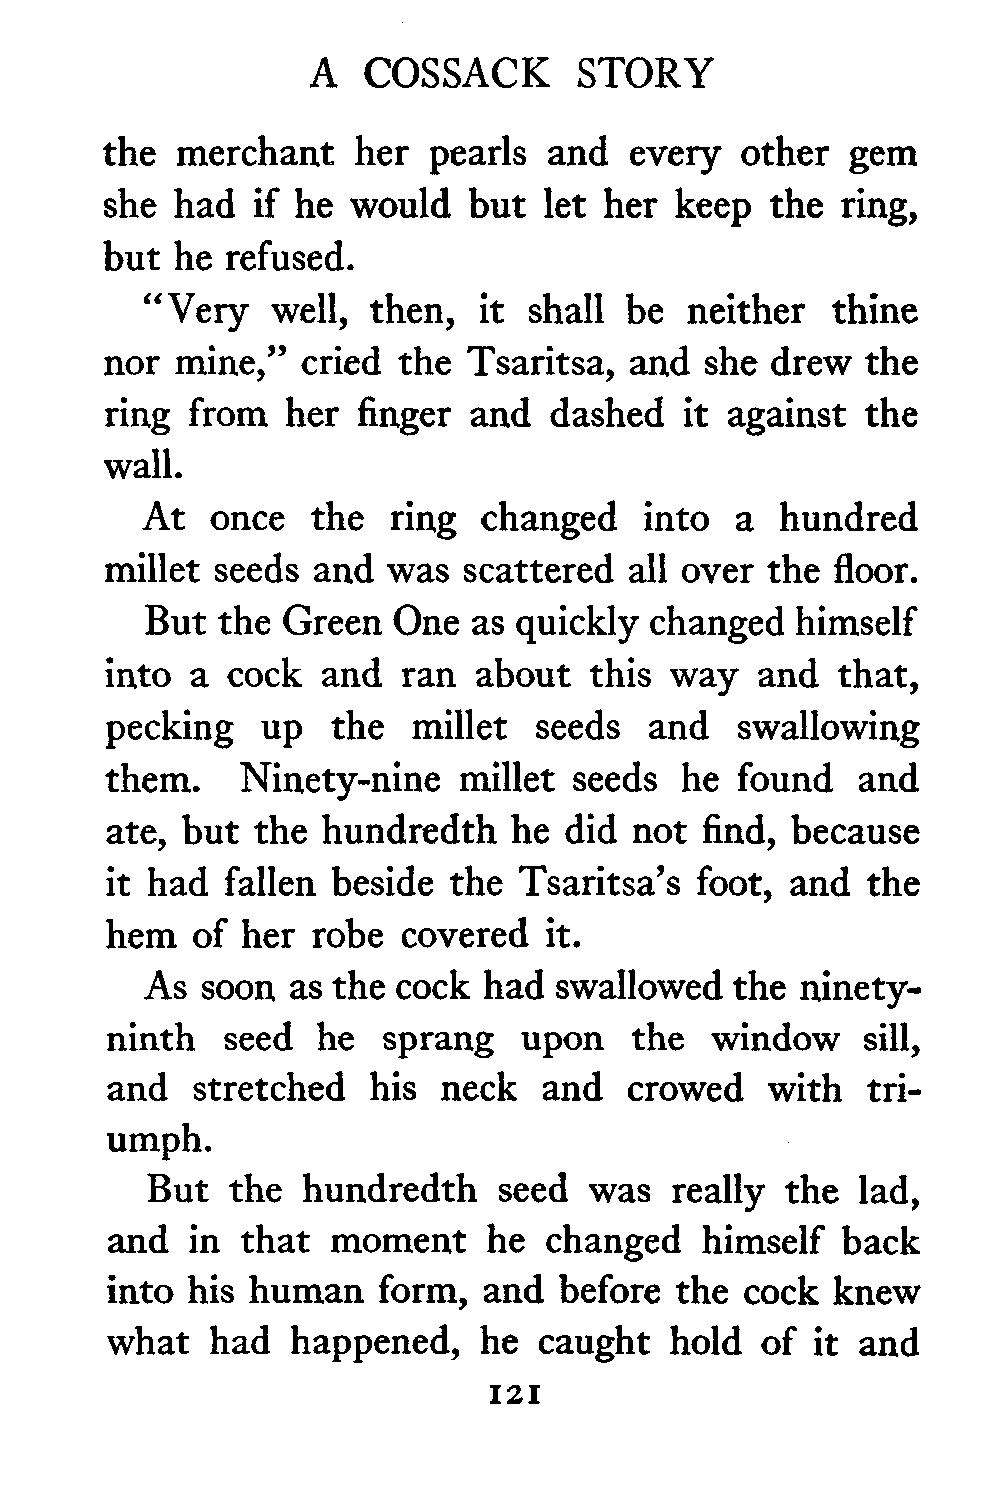 A COSSACK STORY
the merchant her pearls and every other gem
she had if he would but let her keep the ring,
but he refused.
"Very well, then, it shall be neither thine
nor mine," cried the Tsaritsa, and she drew the
ring from her finger and dashed it against the
wall.
At once the ring changed into a hundred
millet seeds and was scattered all over the floor.
But the Green One as quickly changed himself
into a cock and ran about this way and that,
pecking up the millet seeds and swallowing
them. Ninety-nine millet seeds he found and
ate, but the hundredth he did not find, because
it had fallen beside the Tsaritsa's foot, and the
hem of her robe covered it.
As soon as the cock had swallowed the ninety-
ninth seed he sprang upon the window sill,
and stretched his neck and crowed with tri-
umph.
But the hundredth seed was really the lad,
and in that moment he changed himself back
into his human form, and before the cock knew
what had happened, he caught hold of it and
121